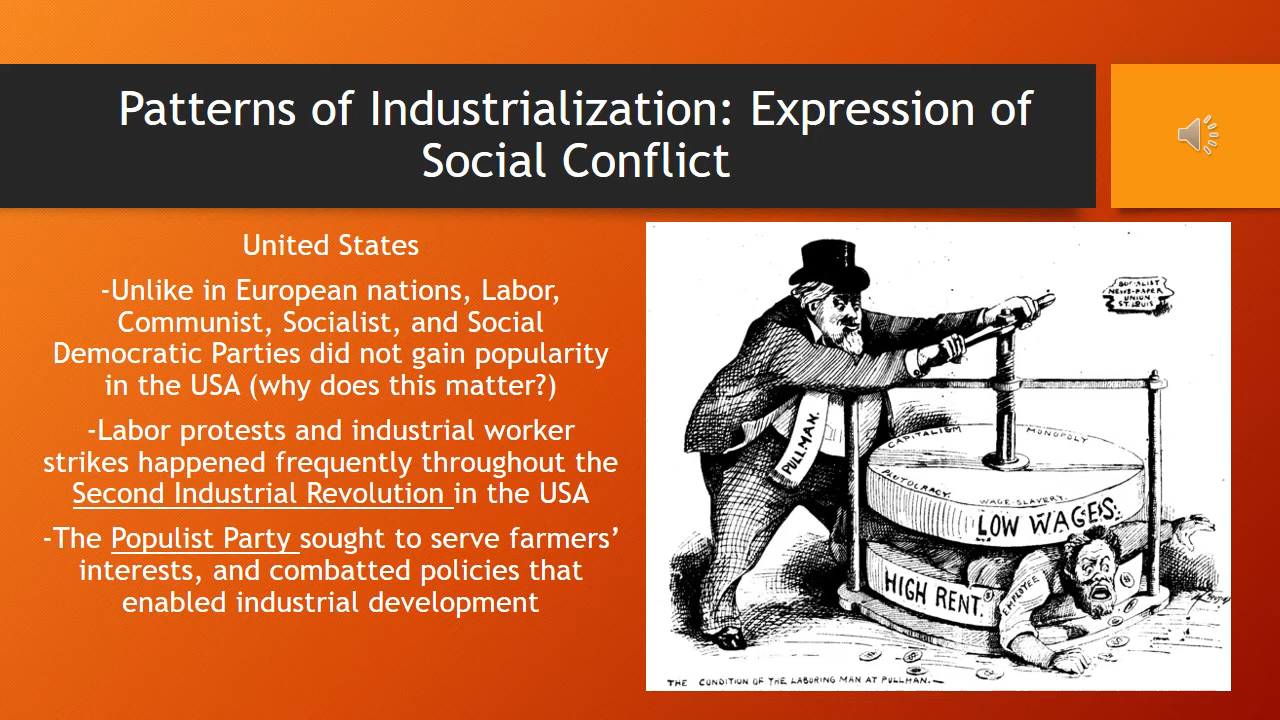 Patterns of Industrialization: Expression of
Social Conflict
United States
-Unlike in European nations, Labor,
Communist, Socialist, and Social
Democratic Parties did not gain popularity
in the USA (why does this matter?)
-Labor protests and industrial worker
strikes happened frequently throughout the
Second Industrial Revolution in the USA
-The Populist Party sought to serve farmers’
interests, and combatted policies that
enabled industrial development
SOCIALIST
NEWS-PAPER
UNION
ST. LOUIS
PULLMAN.
CAPITALISM
MONOPOLY
PLUTOCRACY.
WAGE-SLAVERY.
LOW WAGES.
HIGH RENT.
EMPLOYEE
THE CONDITION OF THE LABORING MAN AT PULLMAN.